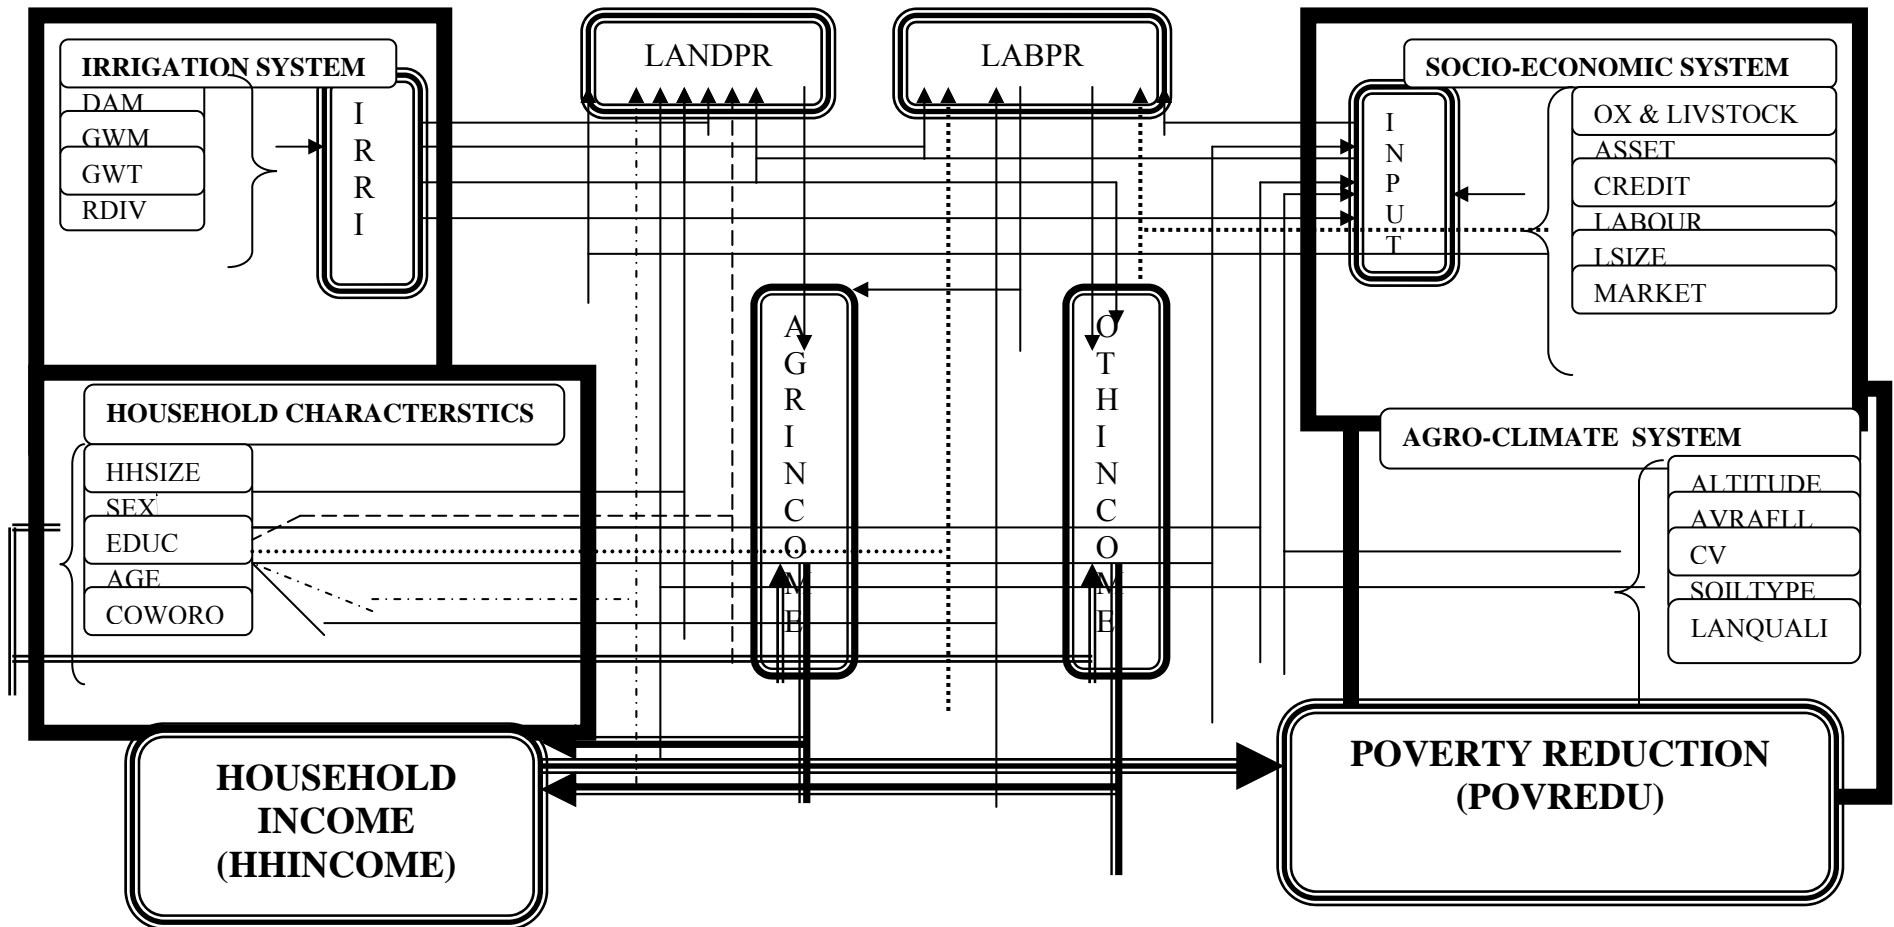 LANDPR
LABPR
IRRIGATION SYSTEM
DAM
GWM
GWT
RDIV
I
R
R
I
SOCIO-ECONOMIC SYSTEM
OX & LIVSTOCK
ASSET
CREDIT
LABOUR
LSIZE
MARKET
I
N
P
U
T
A
G
R
I
N
C
O
M
E
O
T
H
I
N
C
O
M
E
HOUSEHOLD CHARACTERSTICS
HHSIZE
SEX
EDUC
AGE
COWORO
AGRO-CLIMATE SYSTEM
ALTITUDE
AVRAFLL
CV
SOILTYPE
LANQUALI
HOUSEHOLD
INCOME
(HHINCOME)
POVERTY REDUCTION
(POVREDU)